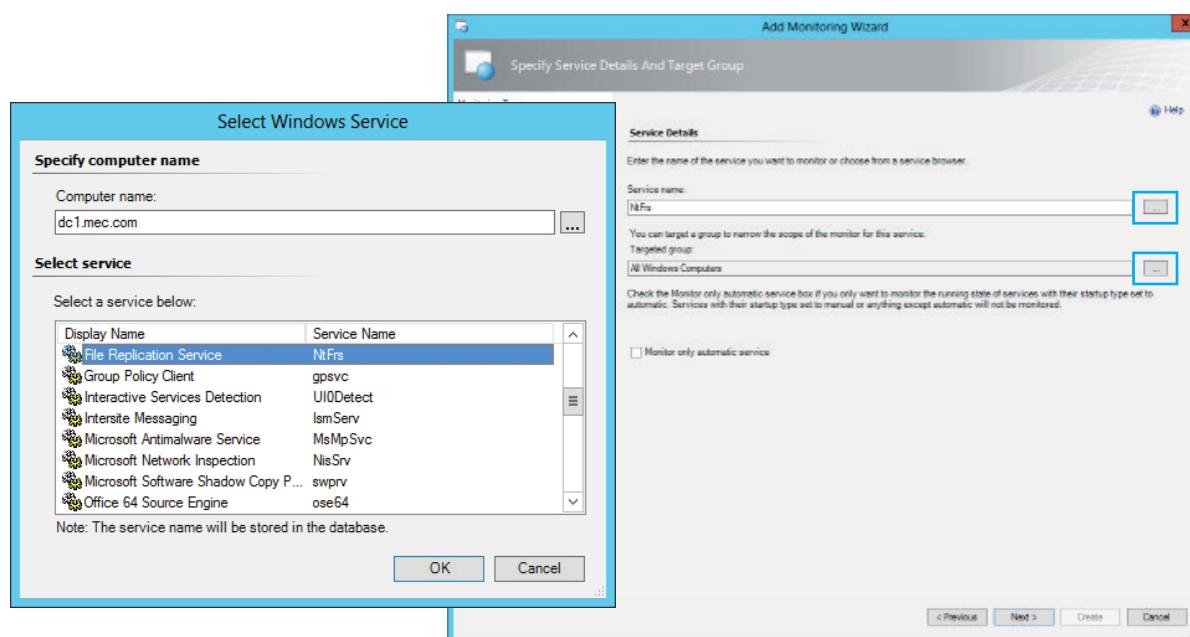 Add Monitoring Wizard
x
Specify Service Details And Target Group
Help
Service Details
Enter the name of the service you want to monitor or choose from a service browser.
Service name:
NtFrs
...
You can target a group to narrow the scope of the monitor for this service.
Targeted group:
All Windows Computers
...
Check the Monitor only automatic service box if you only want to monitor the running state of services with their startup type set to
automatic. Services with their startup type set to manual or anything except automatic will not be monitored.
Monitor only automatic service
< Previous Next > Create Cancel
Select Windows Service
Specify computer name
Computer name:
dc1.mec.com
...
Select service
Select a service below:
Display Name Service Name
File Replication Service NtFrs
Group Policy Client gpsvc
Interactive Services Detection UI0Detect
Intersite Messaging IsmServ
Microsoft Antimalware Service MsMpSvc
Microsoft Network Inspection NisSrv
Microsoft Software Shadow Copy P... swprv
Office 64 Source Engine ose64
Note: The service name will be stored in the database.
OK Cancel